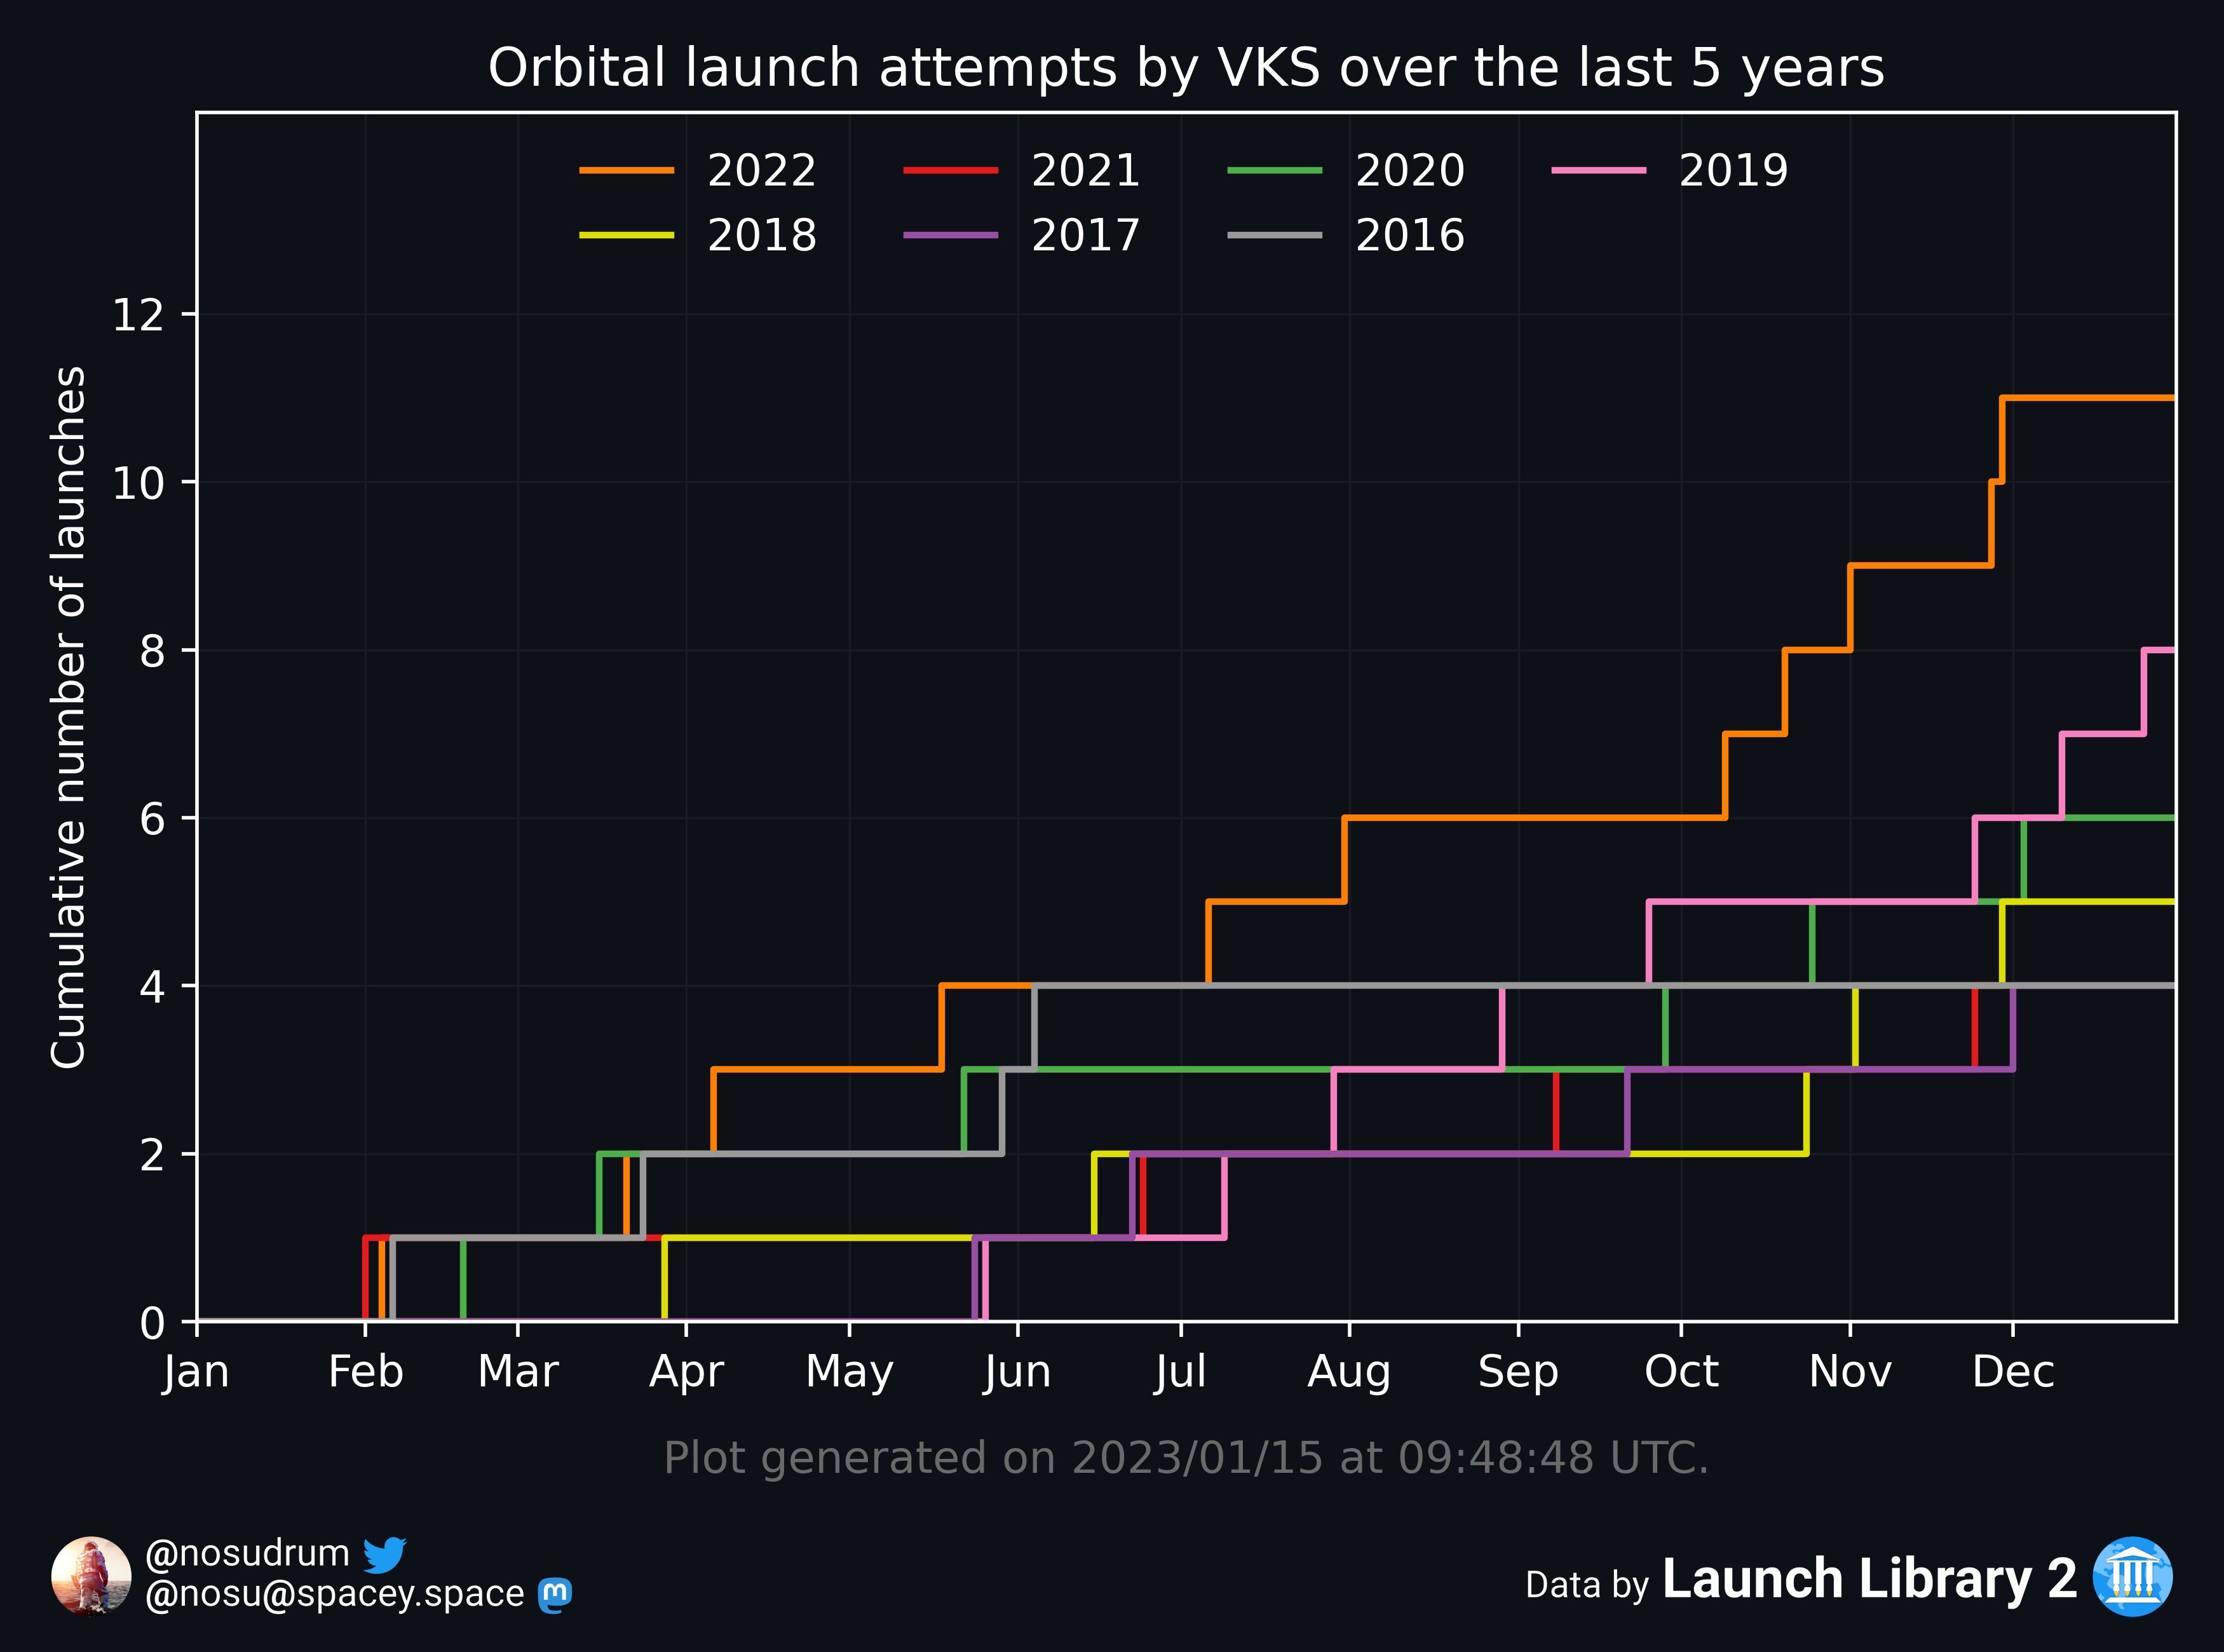 Orbital launch attempts by VKS over the last 5 years
2022 2021 2020 2019
2018 2017 2016
Cumulative number of launches
12
10
8
6
4
2
0
Jan Feb Mar Apr May Jun Jul Aug Sep Oct Nov Dec
Plot generated on 2023/01/15 at 09:48:48 UTC.
@nosudrum
@nosu@spacey.space
Data by Launch Library 2